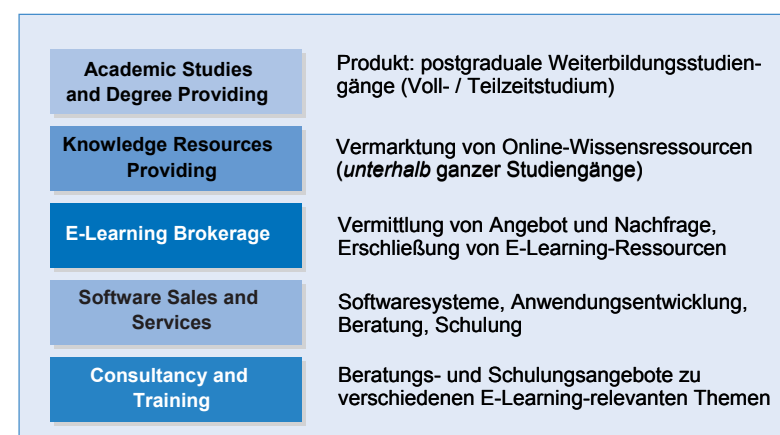 Academic Studies
and Degree Providing
Produkt: postgraduale Weiterbildungsstudien-
gänge (Voll- / Teilzeitstudium)
Knowledge Resources
Providing
Vermarktung von Online-Wissensressourcen
(unterhalb ganzer Studiengänge)
E-Learning Brokerage
Vermittlung von Angebot und Nachfrage,
Erschließung von E-Learning-Ressourcen
Software Sales and
Services
Softwaresysteme, Anwendungsentwicklung,
Beratung, Schulung
Consultancy and
Training
Beratungs- und Schulungsangebote zu
verschiedenen E-Learning-relevanten Themen